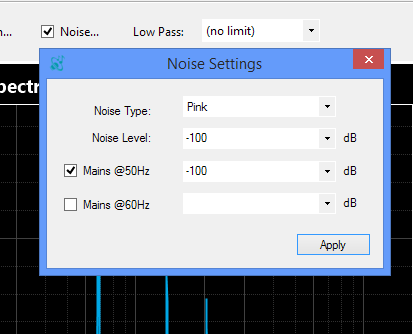 Noise... Low Pass: (no limit)
Noise Settings
Noise Type: Pink
Noise Level: -100 dB
Mains @50Hz -100 dB
Mains @60Hz dB
Apply